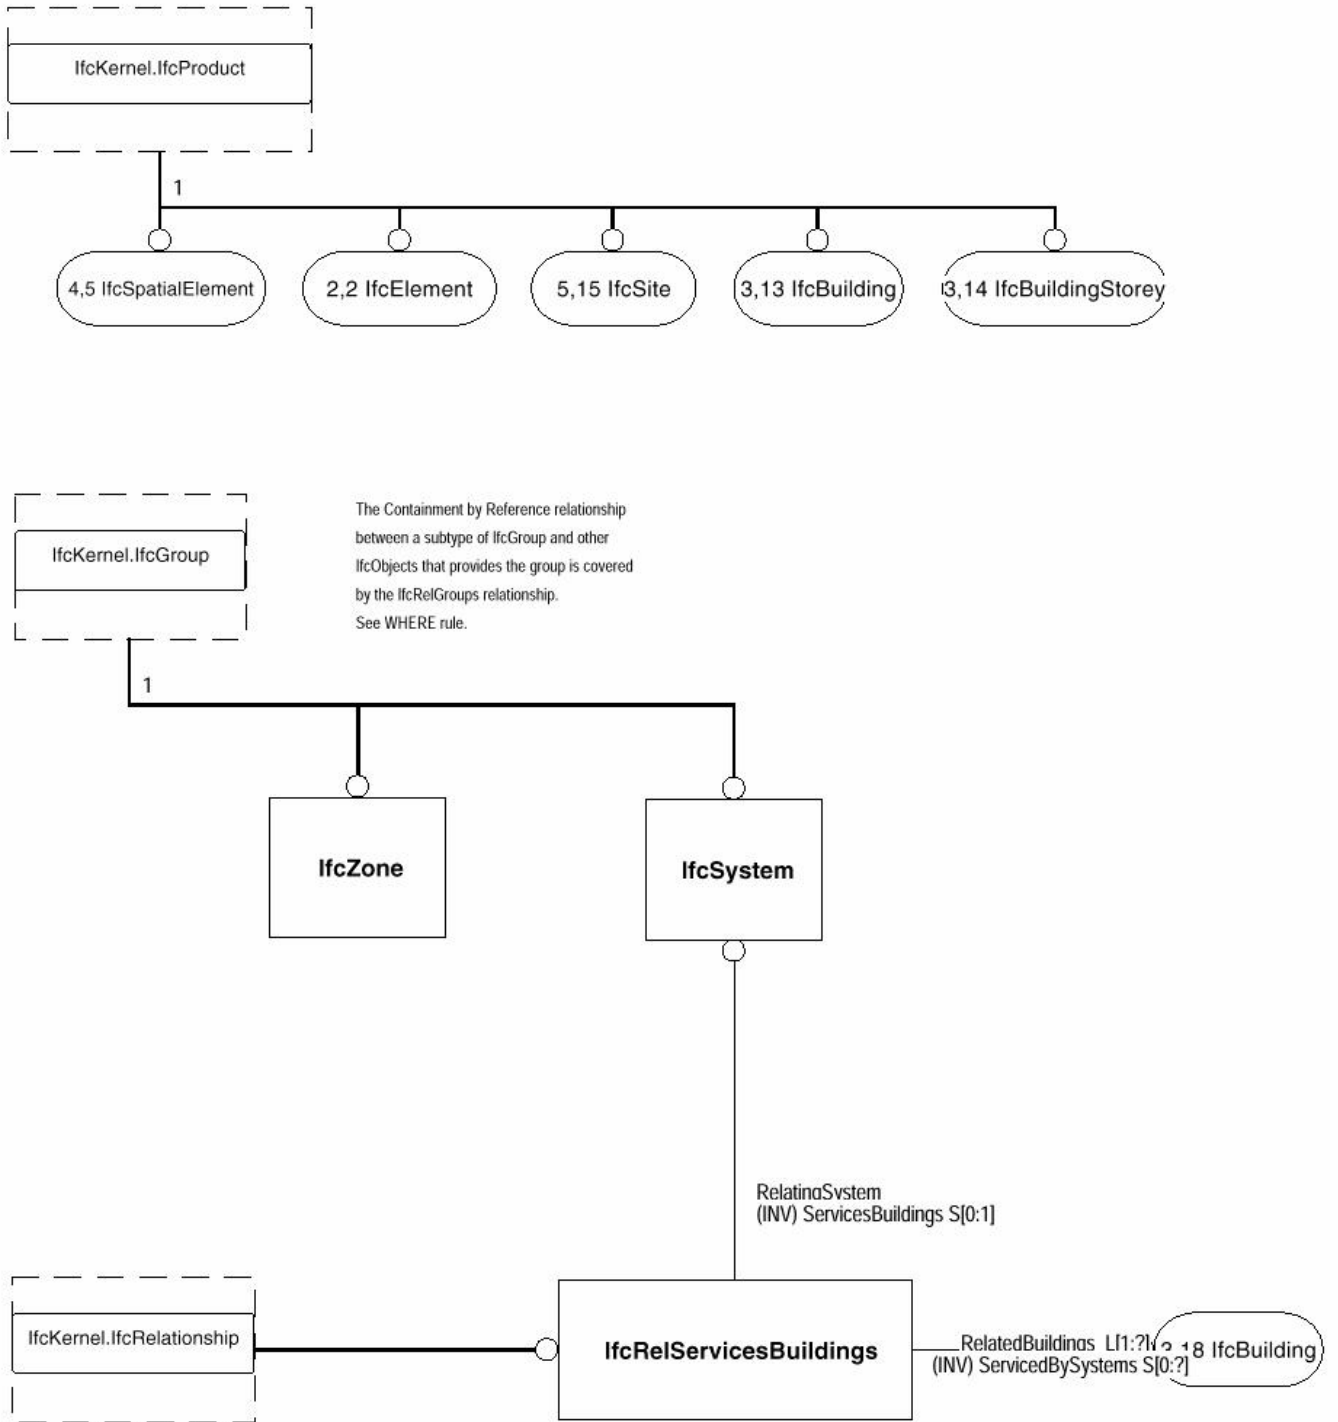 IfcKernel.IfcProduct
1
4,5 IfcSpatialElement
2,2 IfcElement
5,15 IfcSite
3,13 IfcBuilding
3,14 IfcBuildingStorey
IfcKernel.IfcGroup
The Containment by Reference relationship
between a subtype of IfcGroup and other
IfcObjects that provides the group is covered
by the IfcRelGroups relationship.
See WHERE rule.
1
IfcZone
IfcSystem
RelatingSystem
(INV) ServicesBuildings S[0:1]
IfcKernel.IfcRelationship
IfcRelServicesBuildings
RelatedBuildings L[1:?]
(INV) ServicedBySystems S[0:?]
3,18 IfcBuilding